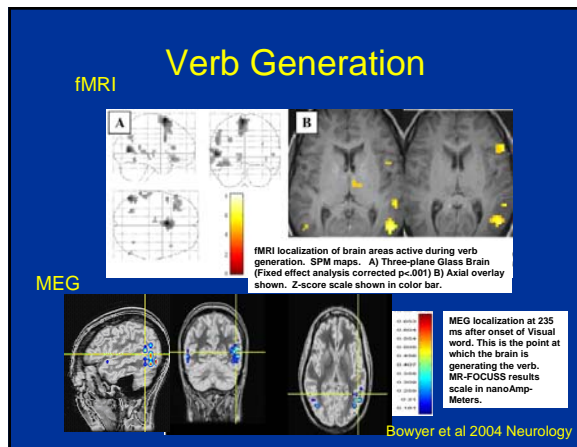 Verb Generation
fMRI
A
B
fMRI localization of brain areas active during verb
generation. SPM maps. A) Three-plane Glass Brain
(Fixed effect analysis corrected p<.001) B) Axial overlay
shown. Z-score scale shown in color bar.
MEG
MEG localization at 235
ms after onset of Visual
word. This is the point at
which the brain is
generating the verb.
MR-FOCUSS results
scale in nanoAmp-
Meters.
Bowyer et al 2004 Neurology